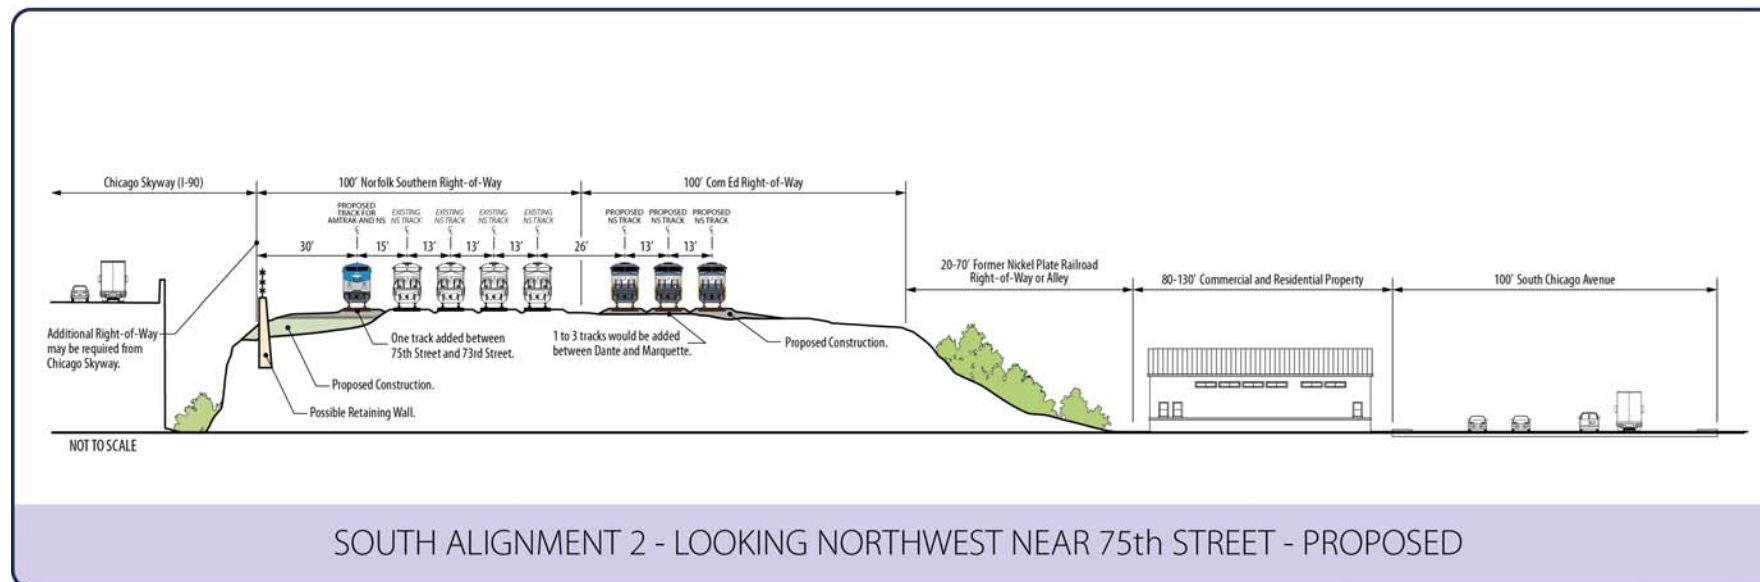 Chicago Skyway (I-90)
100' Norfolk Southern Right-of-Way
100' Com Ed Right-of-Way
PROPOSED
TRACK FOR
AMTRAK AND NS
EXISTING
NS TRACK
EXISTING
NS TRACK
EXISTING
NS TRACK
EXISTING
NS TRACK
PROPOSED
NS TRACK
PROPOSED
NS TRACK
PROPOSED
NS TRACK
30'
15'
13'
13'
13'
26'
13'
13'
20-70' Former Nickel Plate Railroad
Right-of-Way or Alley
80-130' Commercial and Residential Property
100' South Chicago Avenue
Additional Right-of-Way
may be required from
Chicago Skyway.
One track added between
75th Street and 73rd Street.
1 to 3 tracks would be added
between Dante and Marquette.
Proposed Construction.
Proposed Construction.
Possible Retaining Wall.
NOT TO SCALE
SOUTH ALIGNMENT 2 - LOOKING NORTHWEST NEAR 75th STREET - PROPOSED